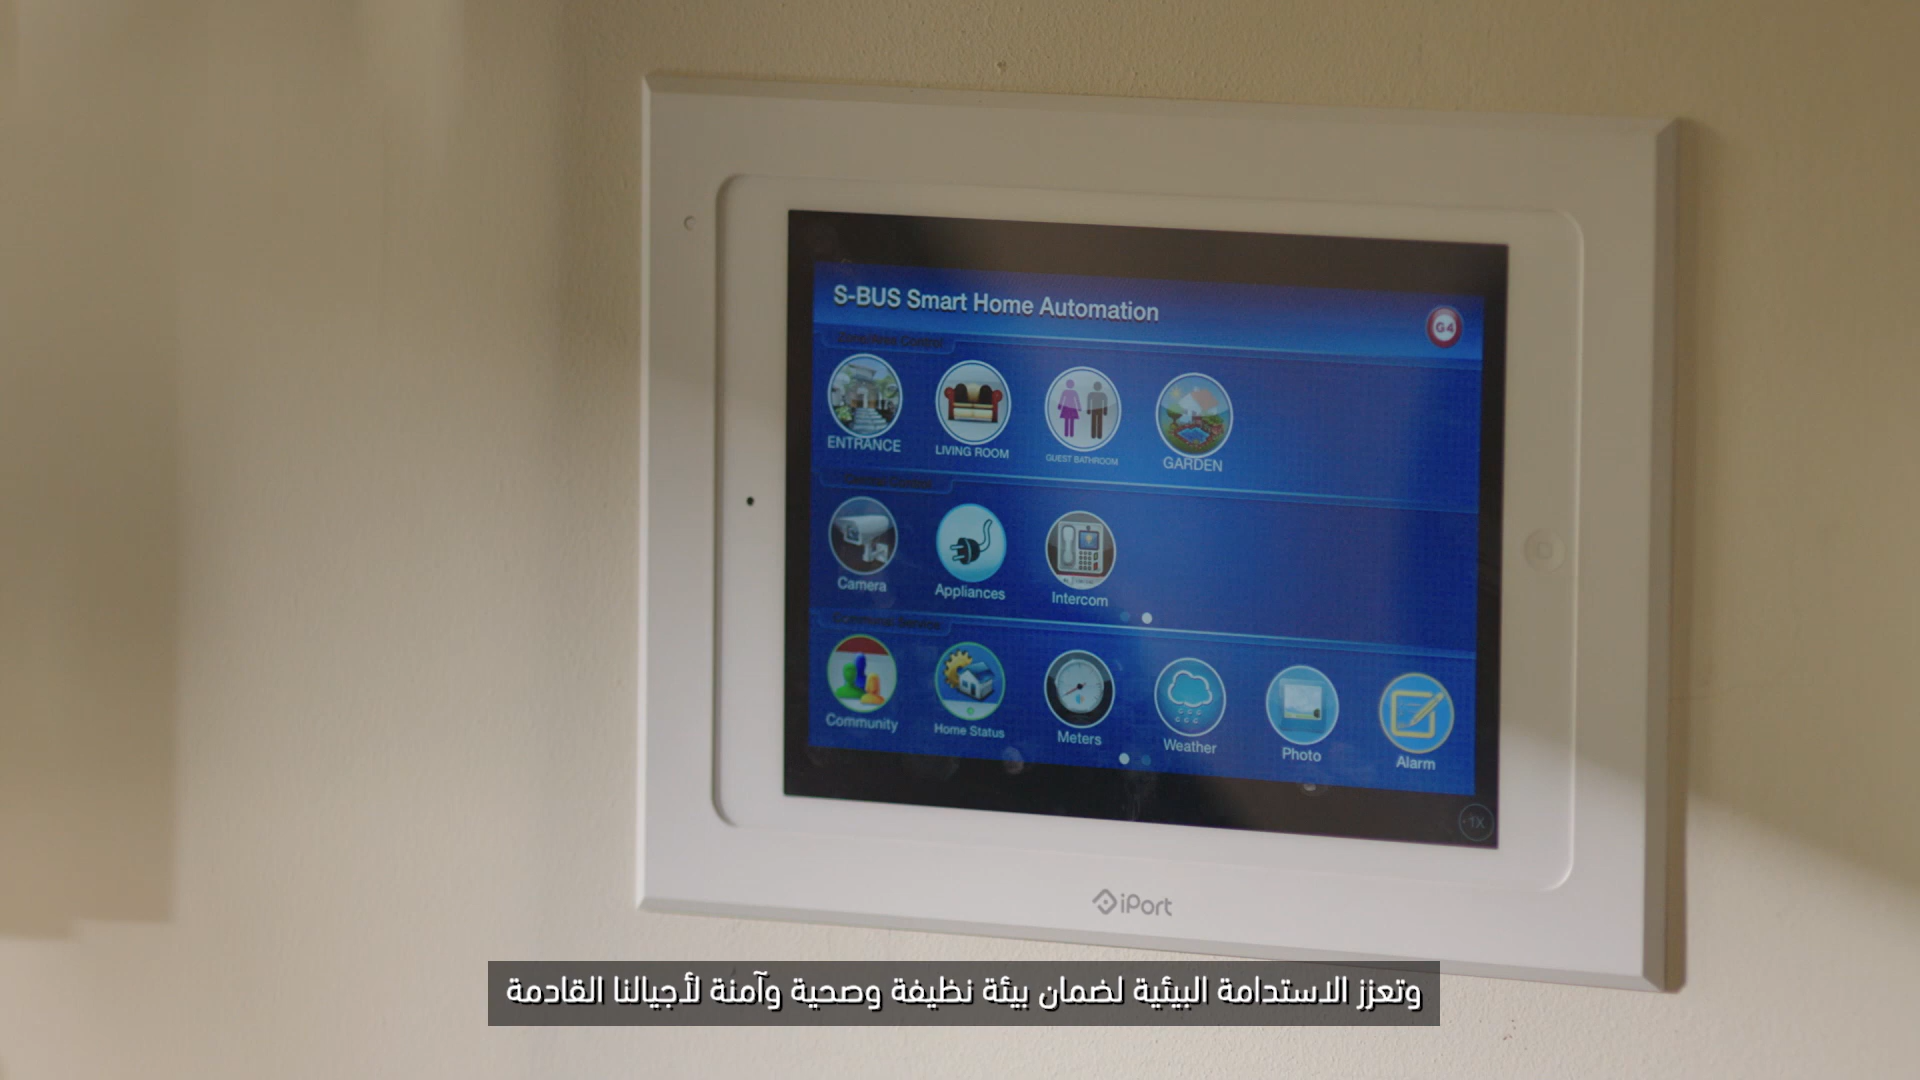 S-BUS Smart Home Automation
G4
ENTRANCE
LIVING ROOM
GUEST BATHROOM
GARDEN
Camera
Appliances
Intercom
Community
Home Status
Meters
Weather
Photo
Alarm
1X
iPort
وتعزز الاستدامة البيئية لضمان بيئة نظيفة وصحية وآمنة لأجيالنا القادمة